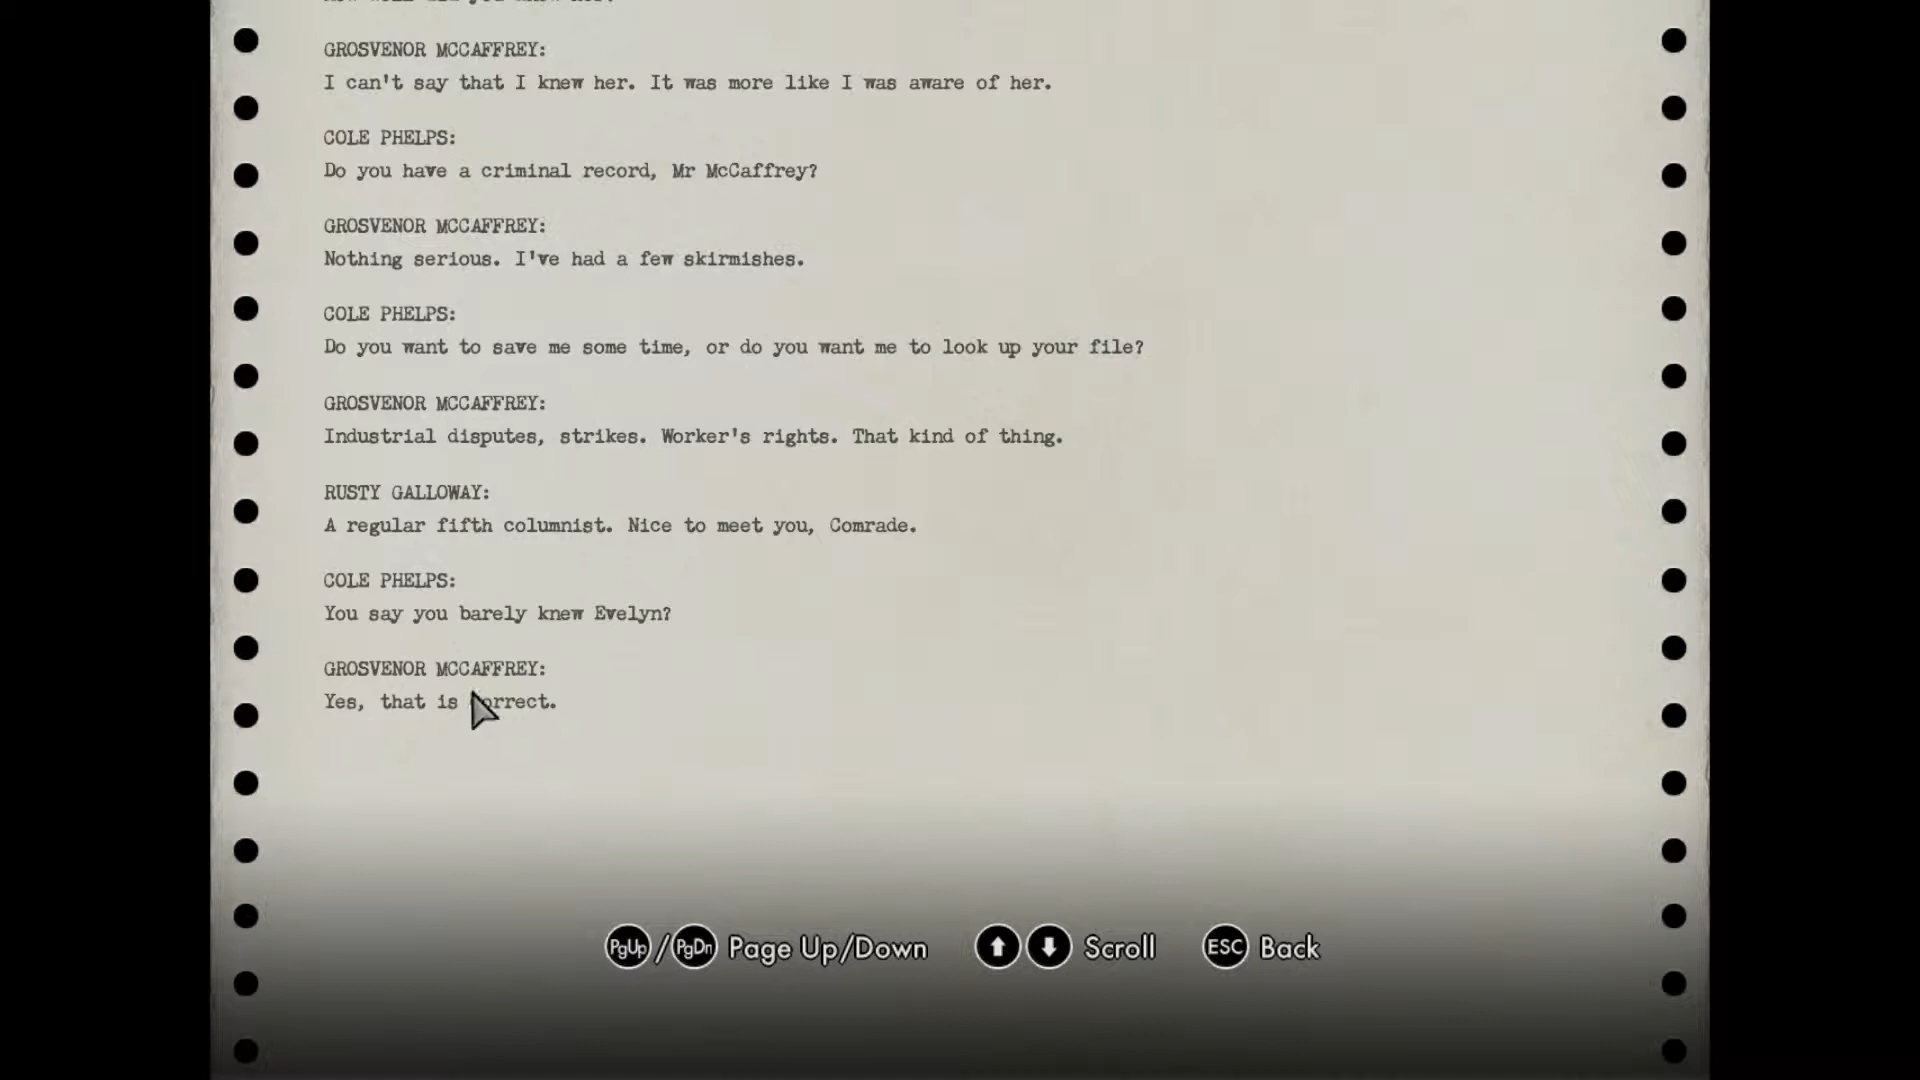 GROSVENOR MCCAFFREY:
I can't say that I knew her. It was more like I was aware of her.
COLE PHELPS:
Do you have a criminal record, Mr McCaffrey?
GROSVENOR MCCAFFREY:
Nothing serious. I've had a few skirmishes.
COLE PHELPS:
Do you want to save me some time, or do you want me to look up your file?
GROSVENOR MCCAFFREY:
Industrial disputes, strikes. Worker's rights. That kind of thing.
RUSTY GALLOWAY:
A regular fifth columnist. Nice to meet you, Comrade.
COLE PHELPS:
You say you barely knew Evelyn?
GROSVENOR MCCAFFREY:
Yes, that is correct.
PgUp/PgDn Page Up/Down Scroll ESC Back